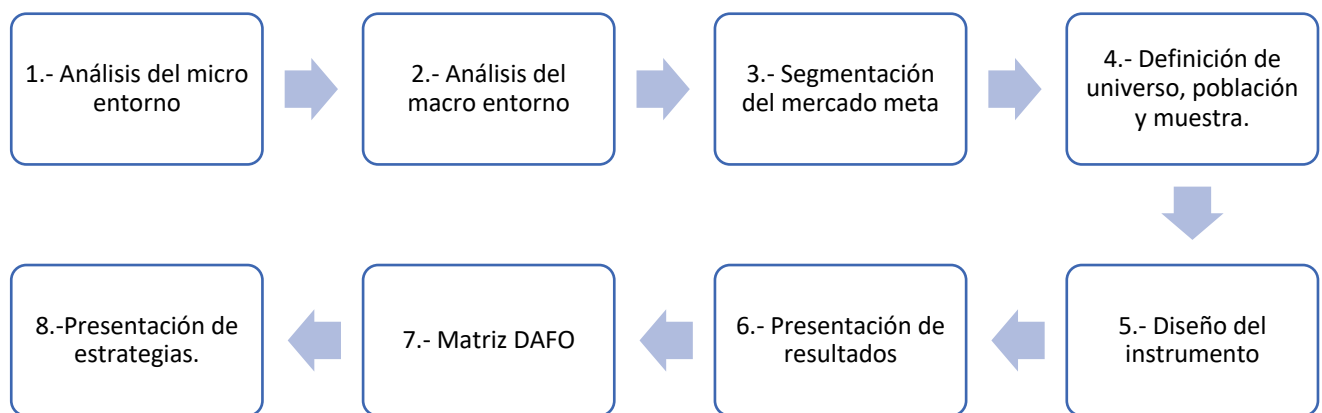 1.- Análisis del micro
entorno
2.- Análisis del
macro entorno
3.- Segmentación
del mercado meta
4.- Definición de
universo, población
y muestra.
5.- Diseño del
instrumento
6.- Presentación de
resultados
7.- Matriz DAFO
8.-Presentación de
estrategias.